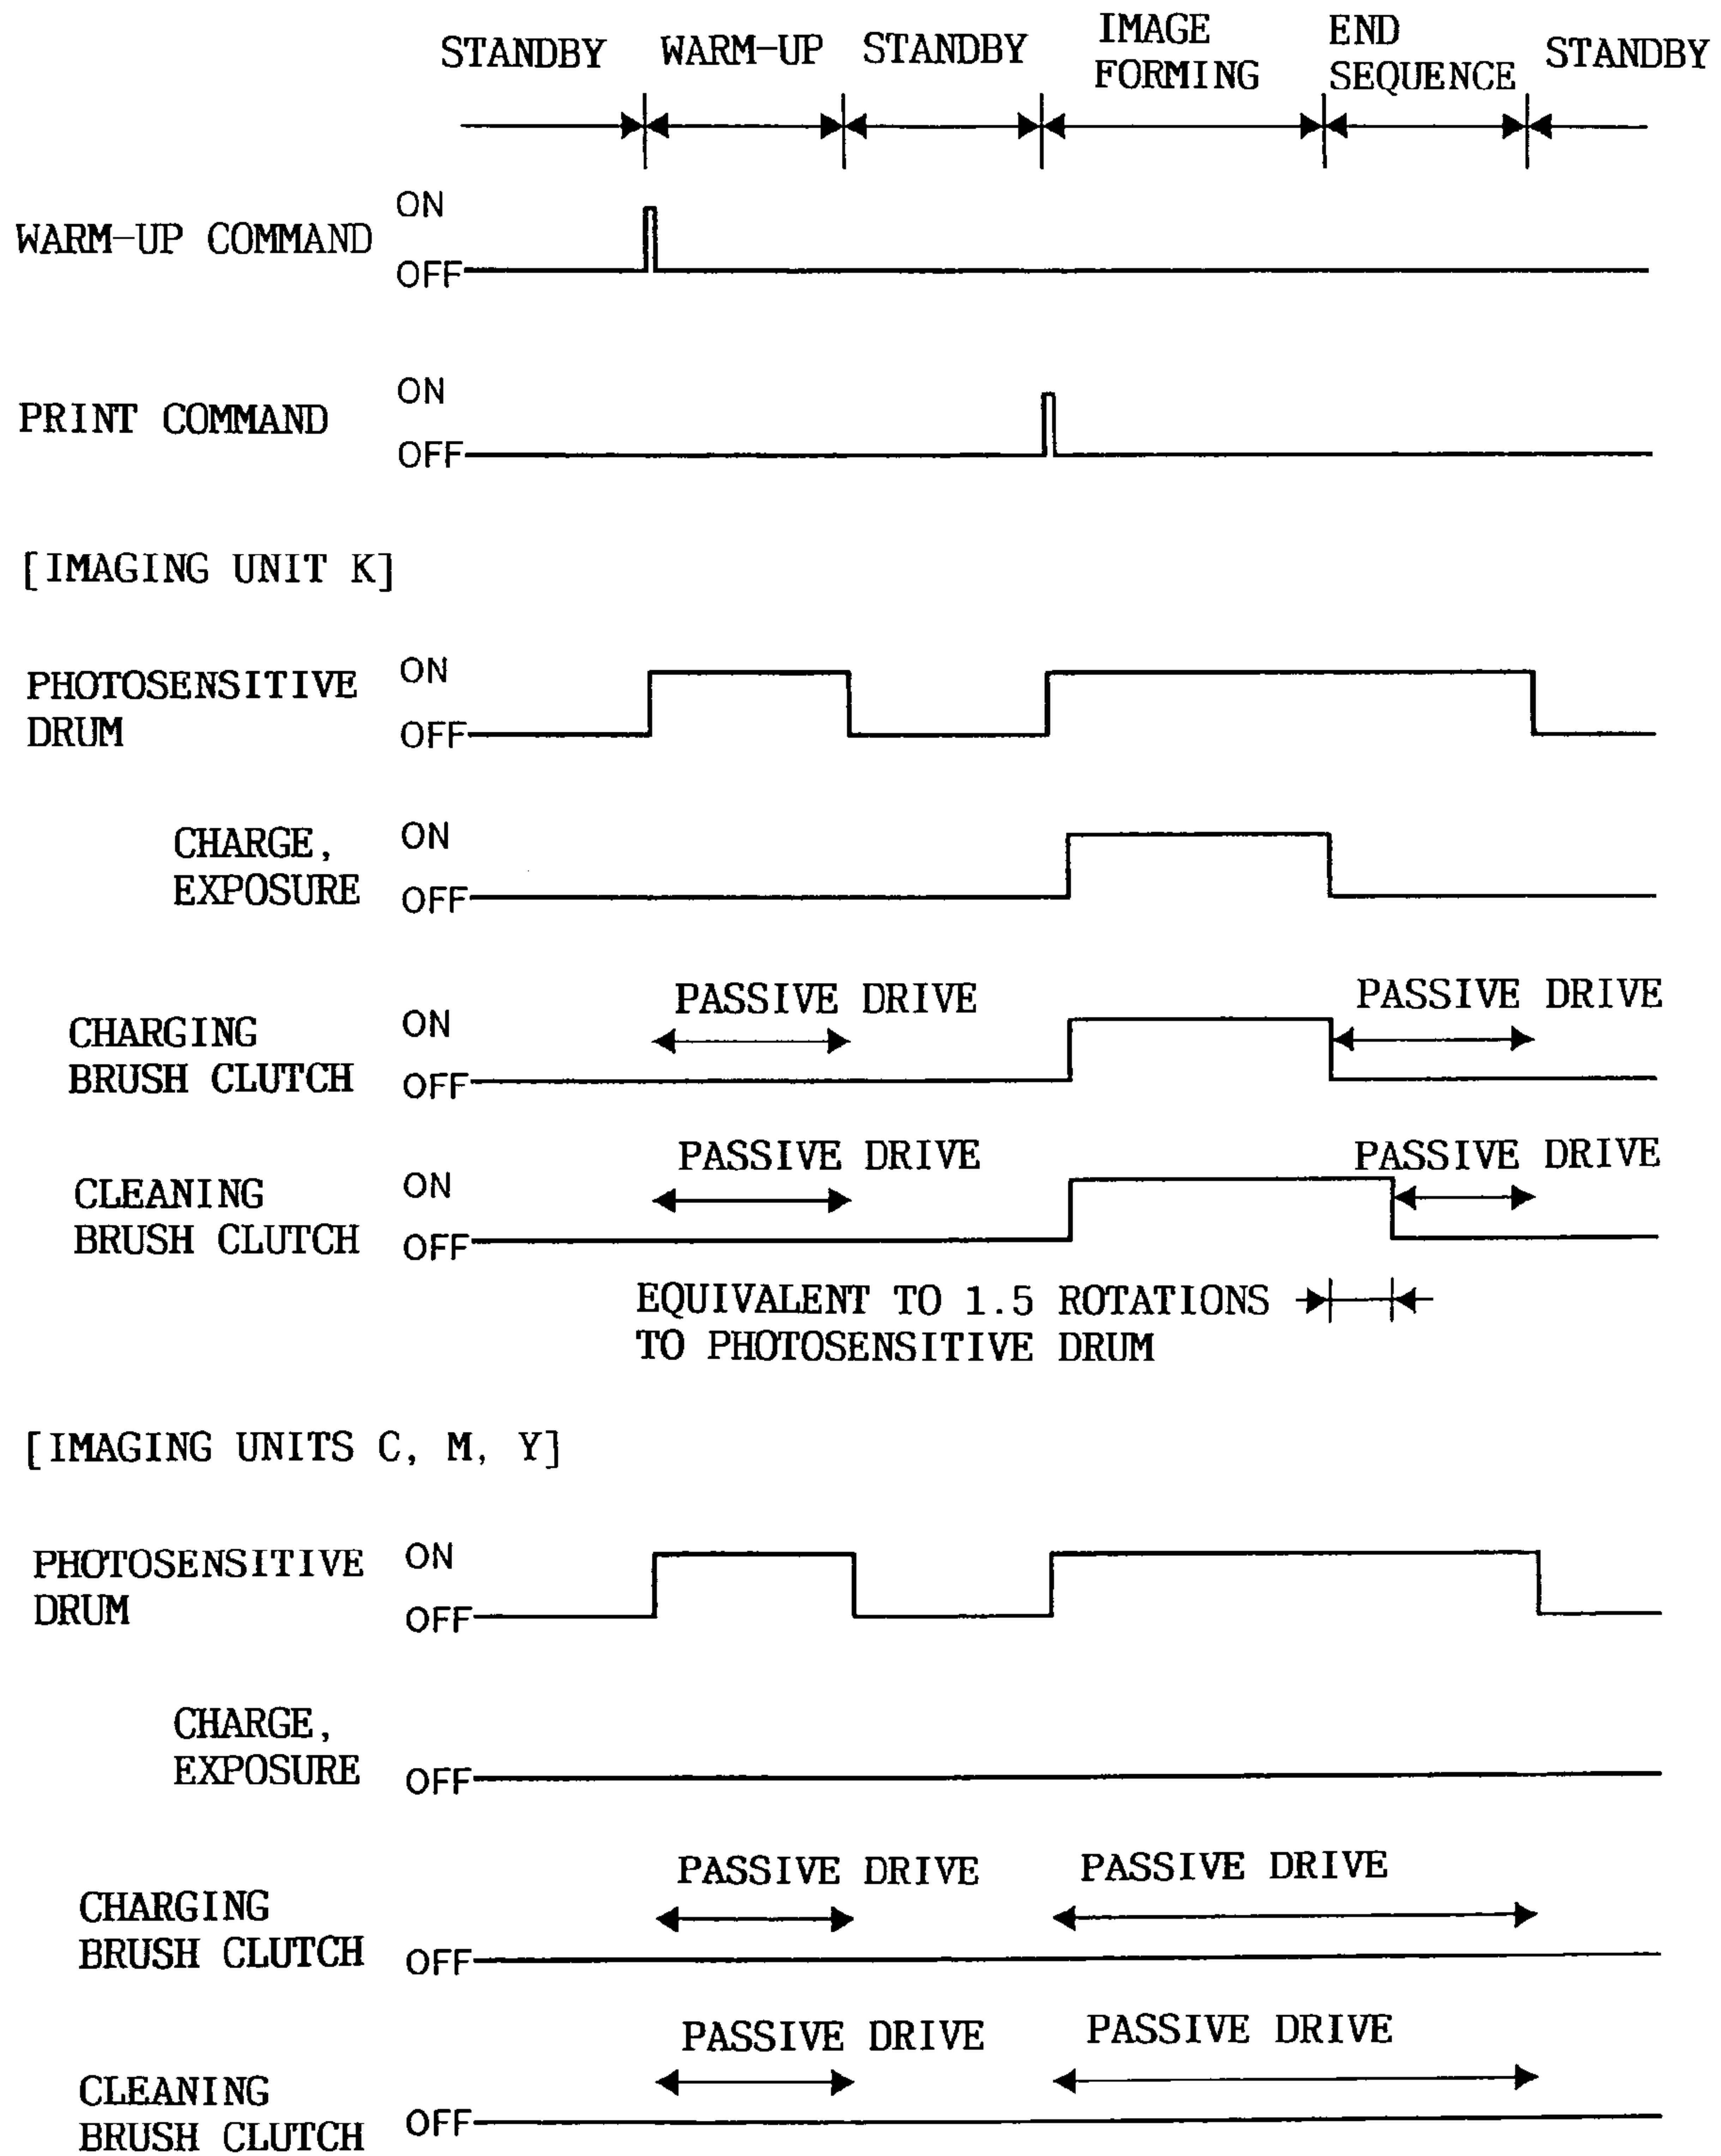 STANDBY WARM-UP STANDBY IMAGE FORMING END SEQUENCE STANDBY
WARM-UP COMMAND
ON
OFF
PRINT COMMAND
ON
OFF
[IMAGING UNIT K]
PHOTOSENSITIVE
DRUM
ON
OFF
CHARGE,
EXPOSURE
ON
OFF
CHARGING
BRUSH CLUTCH
ON
OFF
PASSIVE DRIVE
PASSIVE DRIVE
CLEANING
BRUSH CLUTCH
ON
OFF
PASSIVE DRIVE
PASSIVE DRIVE
EQUIVALENT TO 1.5 ROTATIONS
TO PHOTOSENSITIVE DRUM
[IMAGING UNITS C, M, Y]
PHOTOSENSITIVE
DRUM
ON
OFF
CHARGE,
EXPOSURE
OFF
CHARGING
BRUSH CLUTCH
OFF
PASSIVE DRIVE
PASSIVE DRIVE
CLEANING
BRUSH CLUTCH
OFF
PASSIVE DRIVE
PASSIVE DRIVE